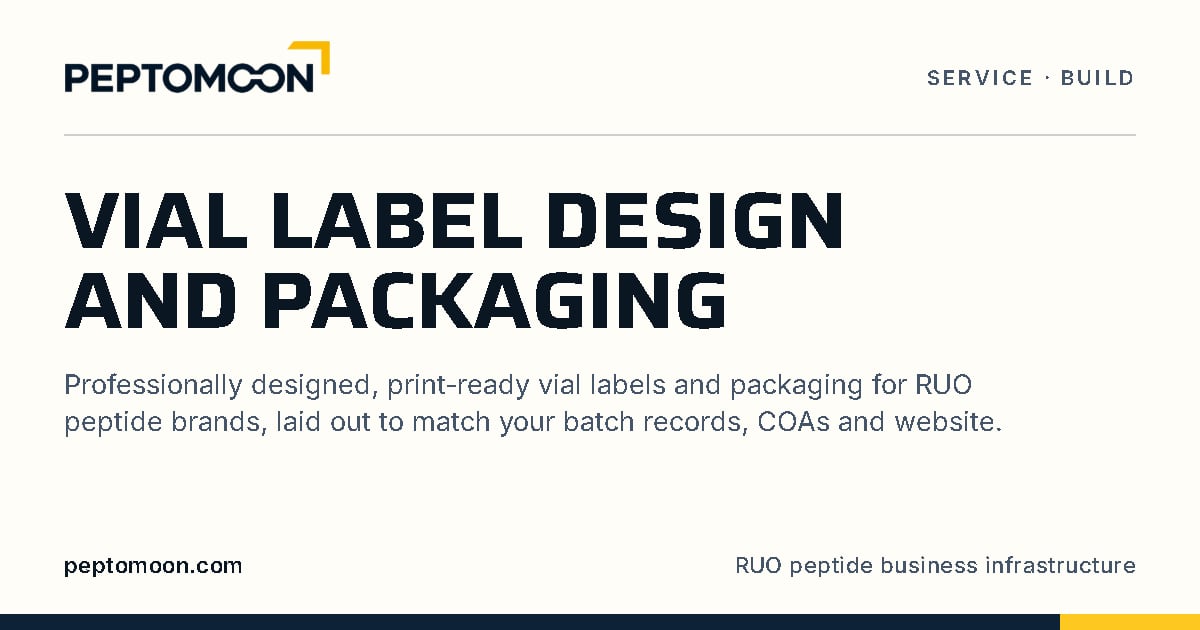 PEPTOMOON
SERVICE · BUILD
VIAL LABEL DESIGN
AND PACKAGING
Professionally designed, print-ready vial labels and packaging for RUO
peptide brands, laid out to match your batch records, COAs and website.
peptomoon.com
RUO peptide business infrastructure